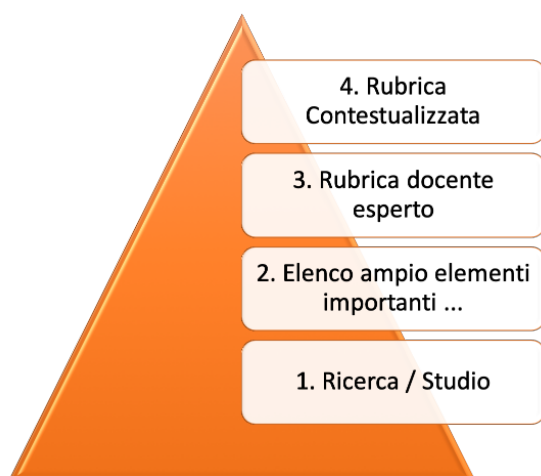 4. Rubrica
Contestualizzata
3. Rubrica docente
esperto
2. Elenco ampio elementi
importanti ...
1. Ricerca / Studio